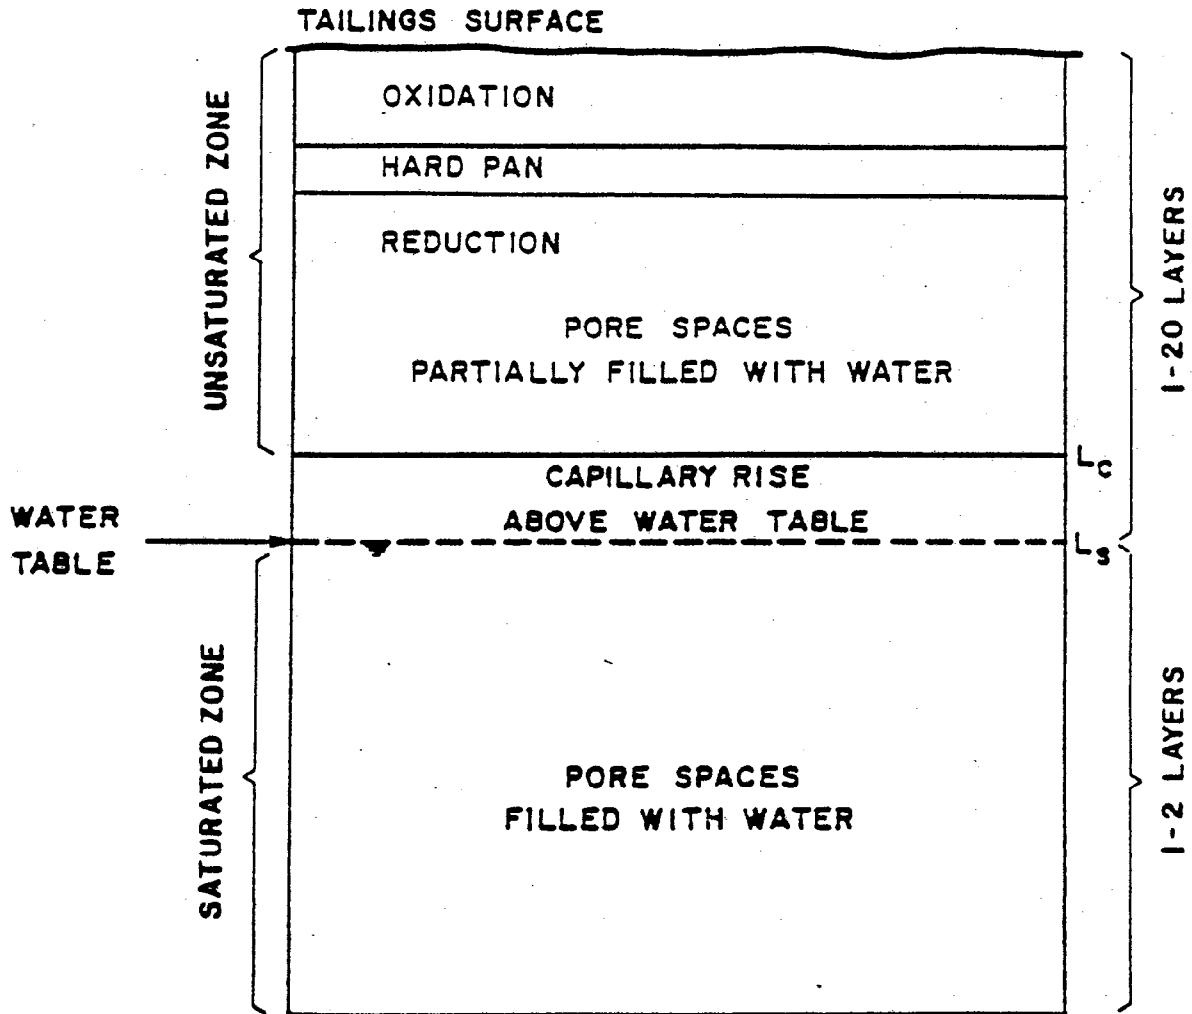 TAILINGS SURFACE
OXIDATION
HARD PAN
REDUCTION
PORE SPACES
PARTIALLY FILLED WITH WATER
UNSATURATED ZONE
1-20 LAYERS
Lc
CAPILLARY RISE
ABOVE WATER TABLE
WATER
TABLE
Ls
SATURATED ZONE
PORE SPACES
FILLED WITH WATER
1-2 LAYERS